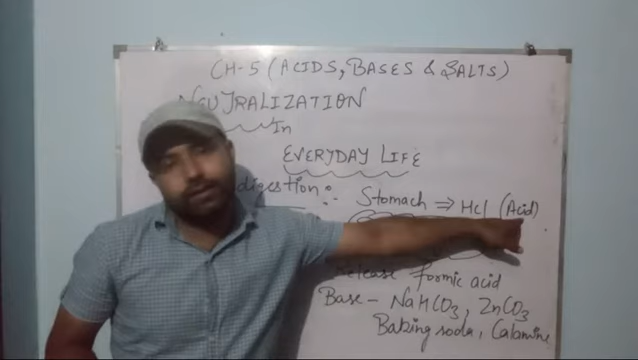 CH-5 (ACIDS, BASES & SALTS)
NEUTRALIZATION
In
EVERYDAY LIFE
digestion :- Stomach ⇒ HCl (Acid)
release formic acid
Base - NaHCO3, ZnCO3
Baking soda, Calamine